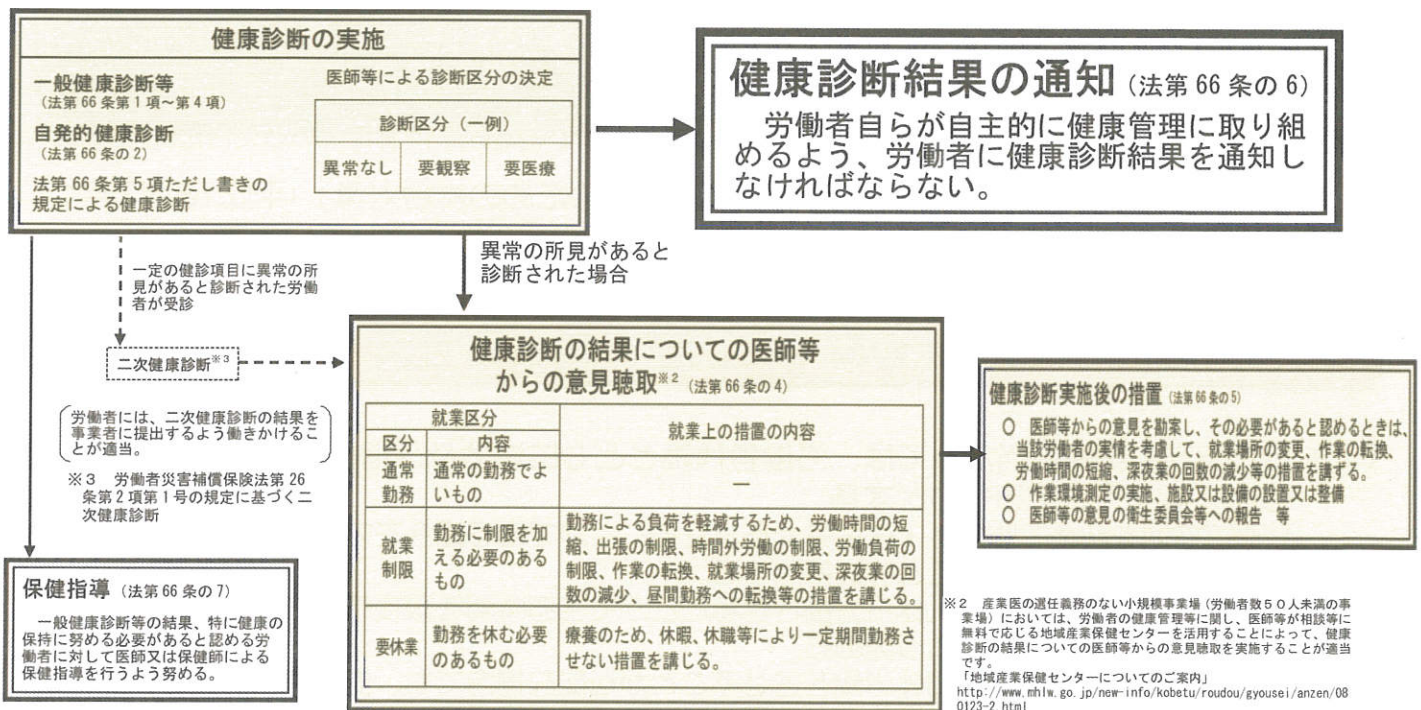 健康診断の実施
一般健康診断等
(法第66条第1項～第4項)
自発的健康診断
(法第66条の2)
法第66条第5項ただし書きの
規定による健康診断
医師等による診断区分の決定
診断区分(一例)
異常なし 要観察 要医療
健康診断結果の通知(法第66条の6)
労働者自らが自主的に健康管理に取り組
めるよう、労働者に健康診断結果を通知し
なければならない。
一定の健診項目に異常の所
見があると診断された労働
者が受診
異常の所見があると
診断された場合
二次健康診断※3
労働者には、二次健康診断の結果を
事業者に提出するよう働きかけるこ
とが適当。
※3 労働者災害補償保険法第26
条第2項第1号の規定に基づく二
次健康診断
保健指導(法第66条の7)
一般健康診断等の結果、特に健康の
保持に努める必要があると認める労
働者に対して医師又は保健師による
保健指導を行うよう努める。
健康診断の結果についての医師等
からの意見聴取※2(法第66条の4)
就業区分 就業上の措置の内容
区分 内容
通常 通常の勤務でよ
勤務 いもの
―
就業
制限
勤務に制限を加
える必要のある
もの
勤務による負荷を軽減するため、労働時間の短
縮、出張の制限、時間外労働の制限、労働負荷の
制限、作業の転換、就業場所の変更、深夜業の回
数の減少、昼間勤務への転換等の措置を講じる。
要休業
勤務を休む必要
のあるもの
療養のため、休暇、休職等により一定期間勤務さ
せない措置を講じる。
健康診断実施後の措置(法第66条の5)
○ 医師等からの意見を勘案し、その必要があると認めるときは、
当該労働者の実情を考慮して、就業場所の変更、作業の転換、
労働時間の短縮、深夜業の回数の減少等の措置を講ずる。
○ 作業環境測定の実施、施設又は設備の設置又は整備
○ 医師等の意見の衛生委員会等への報告 等
※2 産業医の選任義務のない小規模事業場(労働者数50人未満の事
業場)においては、労働者の健康管理等に関し、医師等が相談等に
無料で応じる地域産業保健センターを活用することによって、健康
診断の結果についての医師等からの意見聴取を実施することが適当
です。
「地域産業保健センターについてのご案内」
http://www.mhlw.go.jp/new-info/kobetu/roudou/gyousei/anzen/08
0123-2.html